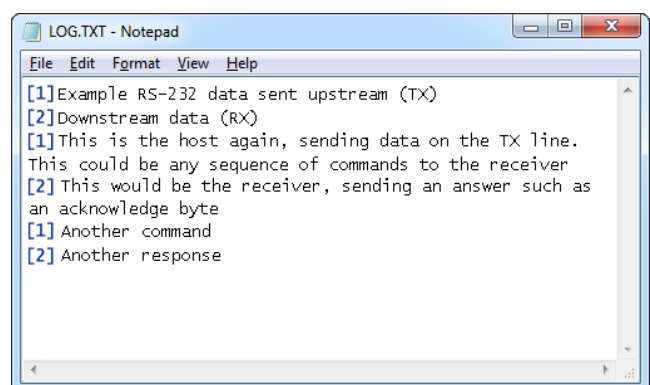 LOG.TXT - Notepad
File Edit Format View Help
[1]Example RS-232 data sent upstream (TX)
[2]Downstream data (RX)
[1]This is the host again, sending data on the TX line.
This could be any sequence of commands to the receiver
[2] This would be the receiver, sending an answer such as
an acknowledge byte
[1] Another command
[2] Another response